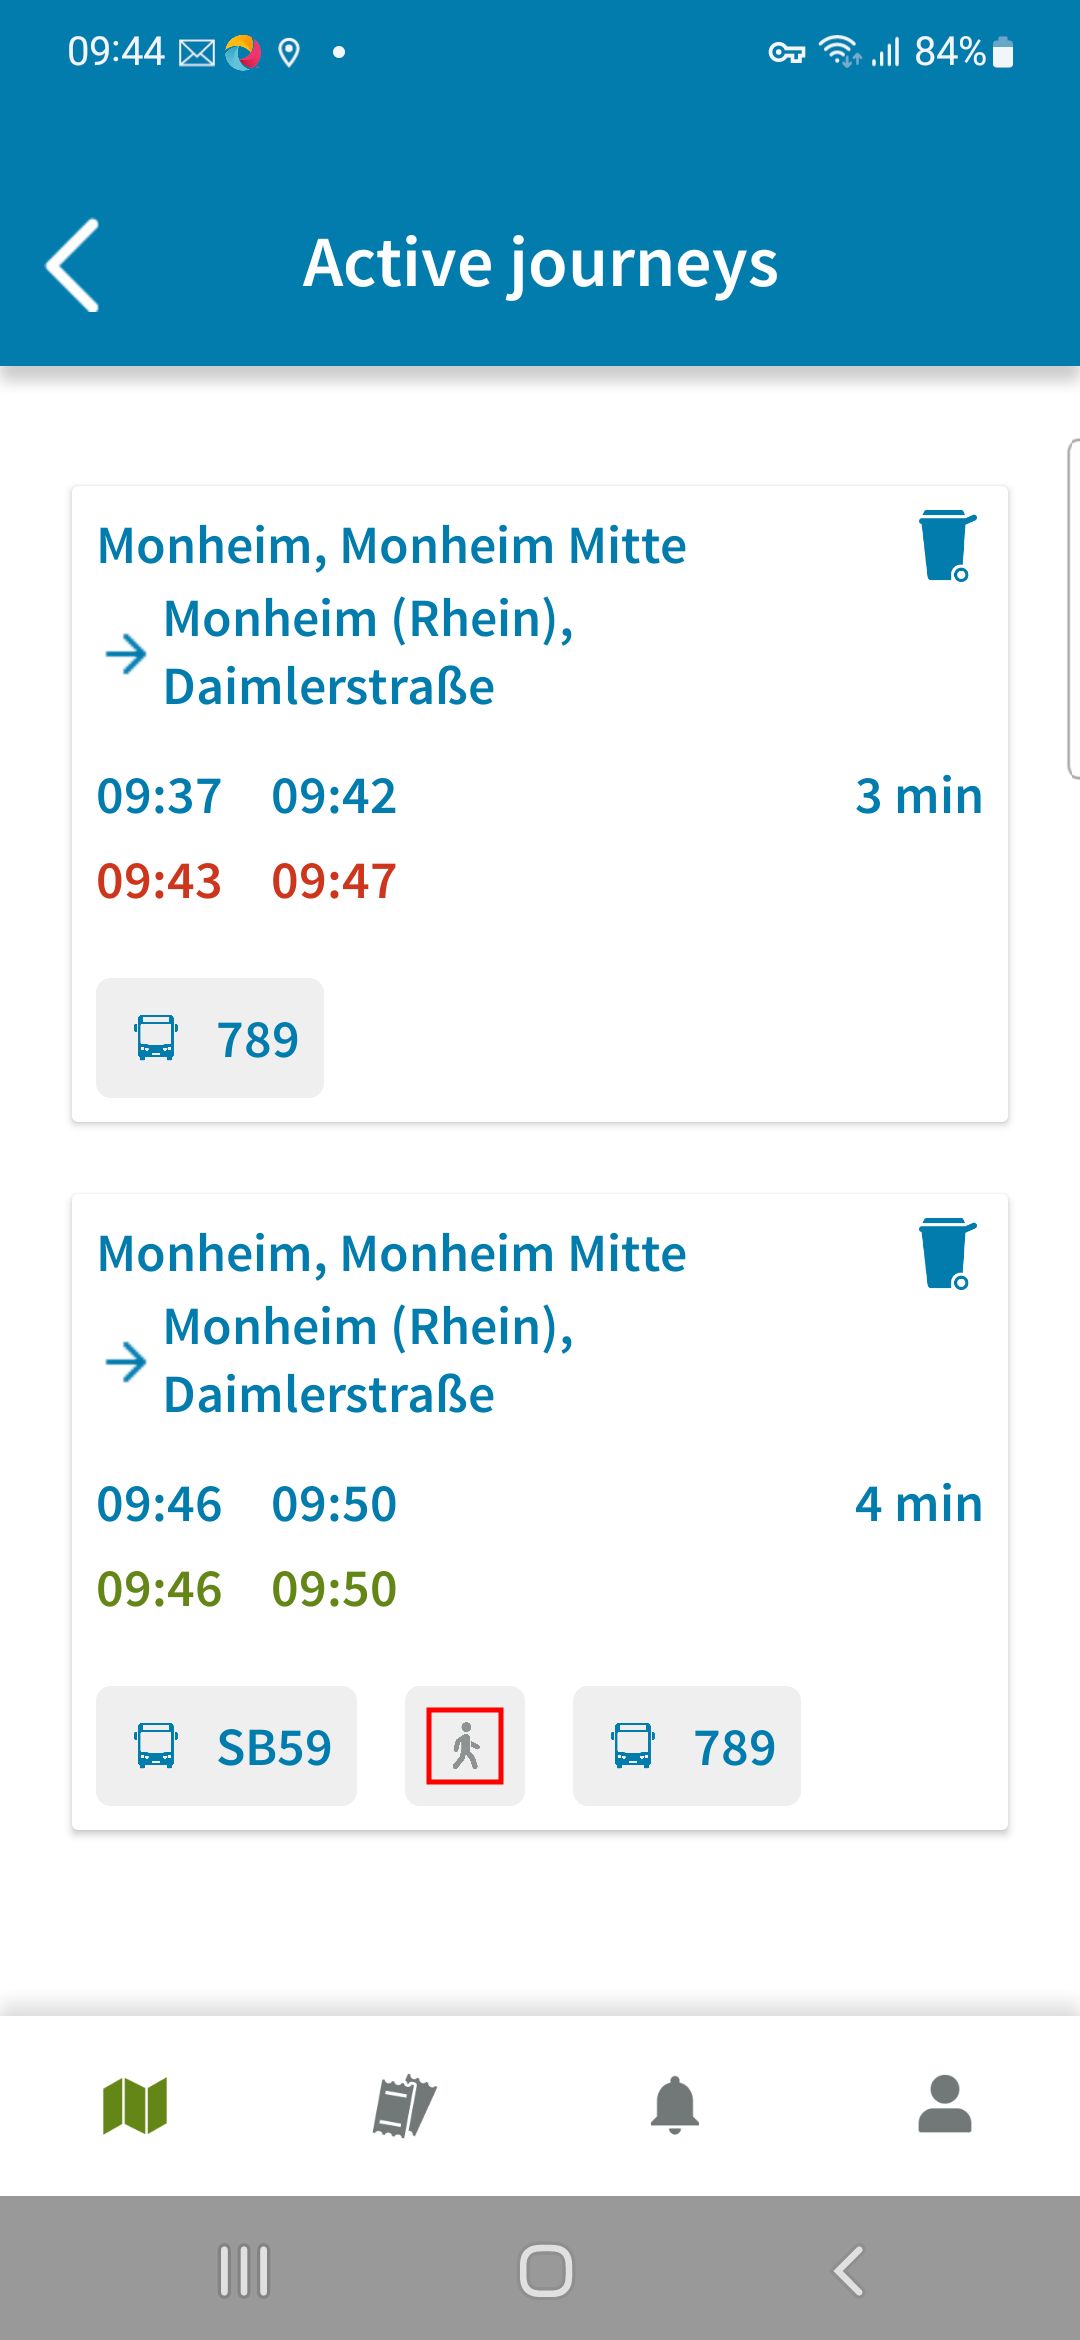 09:44
84%
Active journeys
Monheim, Monheim Mitte
Monheim (Rhein),
Daimlerstraße
09:37 09:42 3 min
09:43 09:47
789
Monheim, Monheim Mitte
Monheim (Rhein),
Daimlerstraße
09:46 09:50 4 min
09:46 09:50
SB59 789